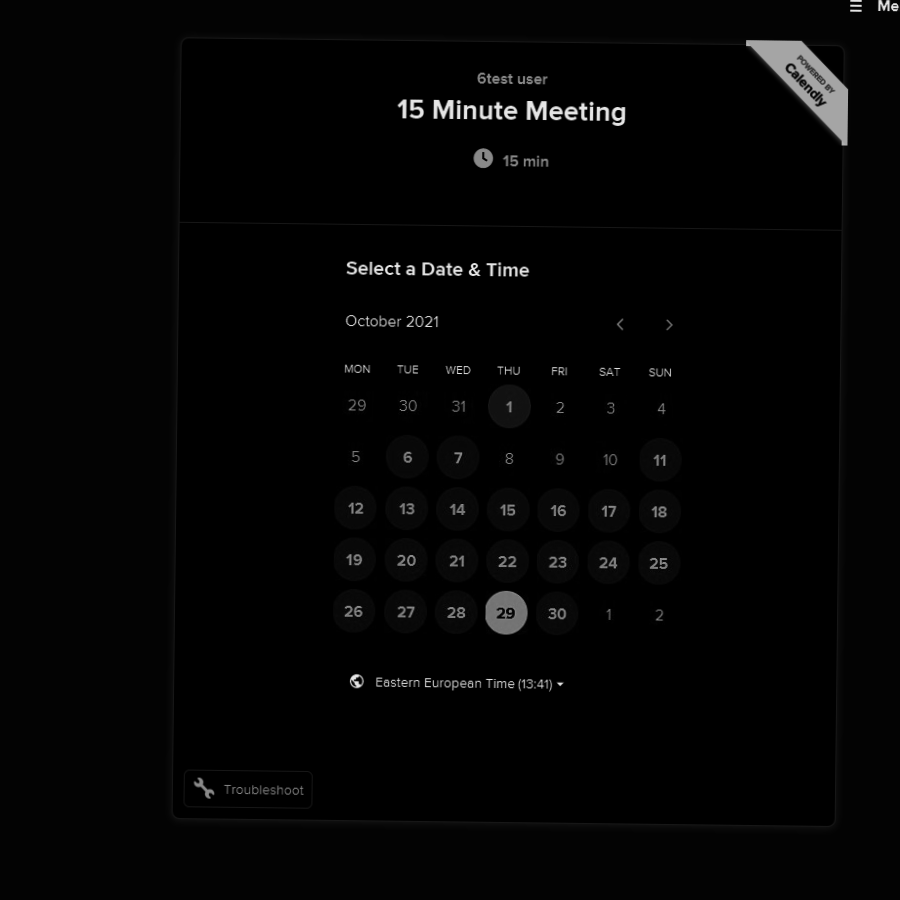 ☰ Me
POWERED BY
Calendly
6test user
15 Minute Meeting
15 min
Select a Date & Time
October 2021
MON TUE WED THU FRI SAT SUN
29 30 31 1 2 3 4
5 6 7 8 9 10 11
12 13 14 15 16 17 18
19 20 21 22 23 24 25
26 27 28 29 30 1 2
Eastern European Time (13:41)
Troubleshoot